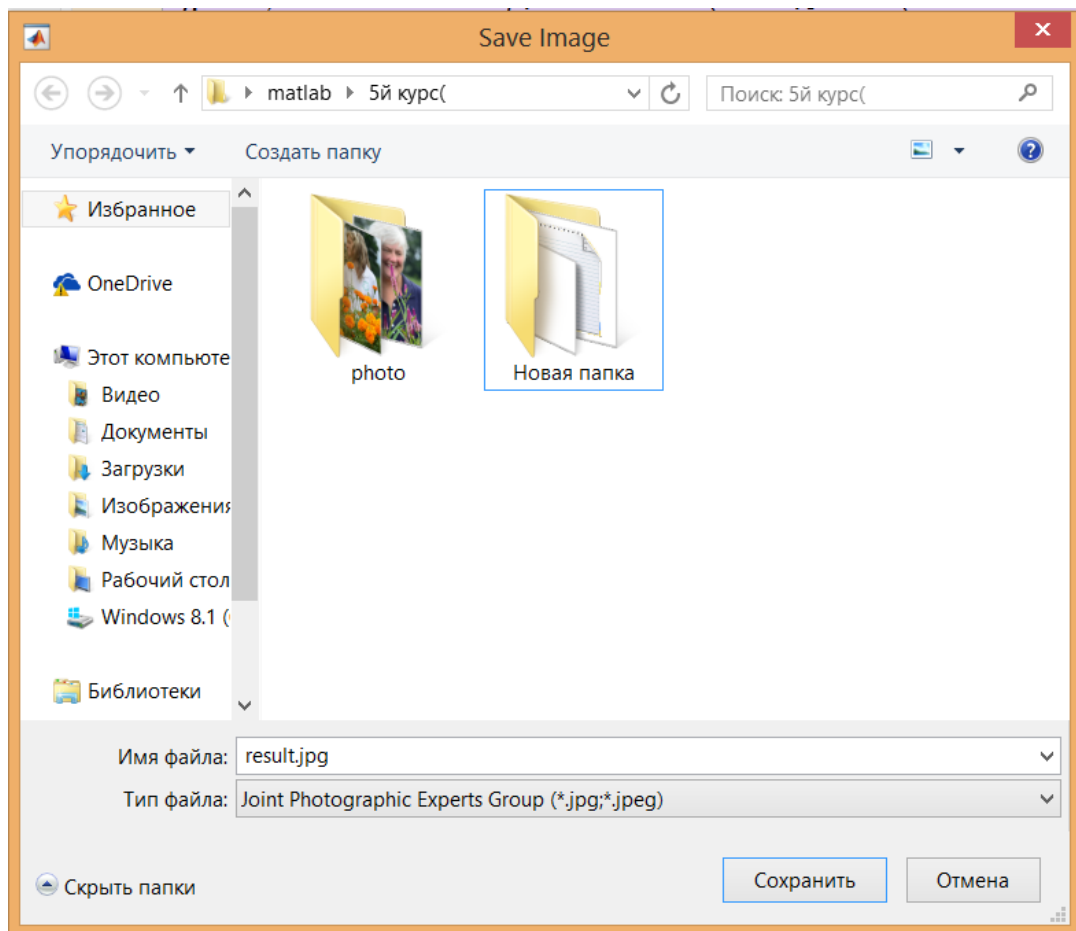 Save Image
matlab 5й курс(
Поиск: 5й курс(
Упорядочить Создать папку
Избранное
OneDrive
Этот компьюте
Видео
Документы
Загрузки
Изображения
Музыка
Рабочий стол
Windows 8.1 (
Библиотеки
photo
Новая папка
Имя файла: result.jpg
Тип файла: Joint Photographic Experts Group (*.jpg;*.jpeg)
Скрыть папки
Сохранить
Отмена